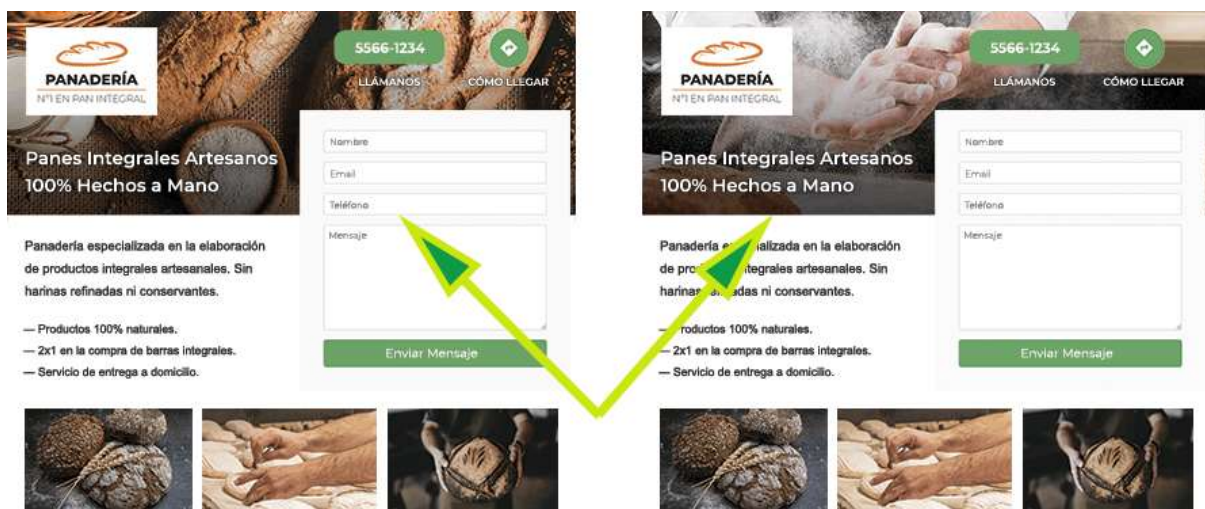 5566-1234
LLÁMANOS
CÓMO LLEGAR
PANADERÍA
Nº1 EN PAN INTEGRAL
Panes Integrales Artesanos
100% Hechos a Mano
Nombre
Email
Teléfono
Mensaje
Enviar Mensaje
Panadería especializada en la elaboración
de productos integrales artesanales. Sin
harinas refinadas ni conservantes.
— Productos 100% naturales.
— 2x1 en la compra de barras integrales.
— Servicio de entrega a domicilio.
5566-1234
LLÁMANOS
CÓMO LLEGAR
PANADERÍA
Nº1 EN PAN INTEGRAL
Panes Integrales Artesanos
100% Hechos a Mano
Nombre
Email
Teléfono
Mensaje
Enviar Mensaje
Panadería especializada en la elaboración
de productos integrales artesanales. Sin
harinas refinadas ni conservantes.
— Productos 100% naturales.
— 2x1 en la compra de barras integrales.
— Servicio de entrega a domicilio.